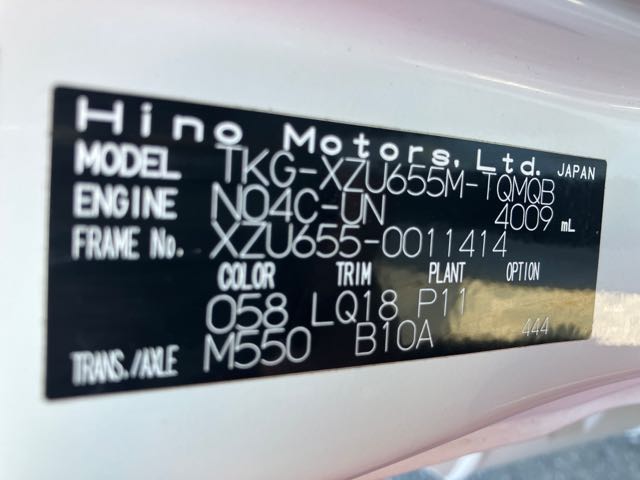 Hino Motors, Ltd. JAPAN
MODEL TKG-XZU655M-TQMQB
ENGINE N04C-UN 4009 mL
FRAME No. XZU655-0011414
COLOR TRIM PLANT OPTION
058 LQ18 P11 444
TRANS./AXLE M550 B10A